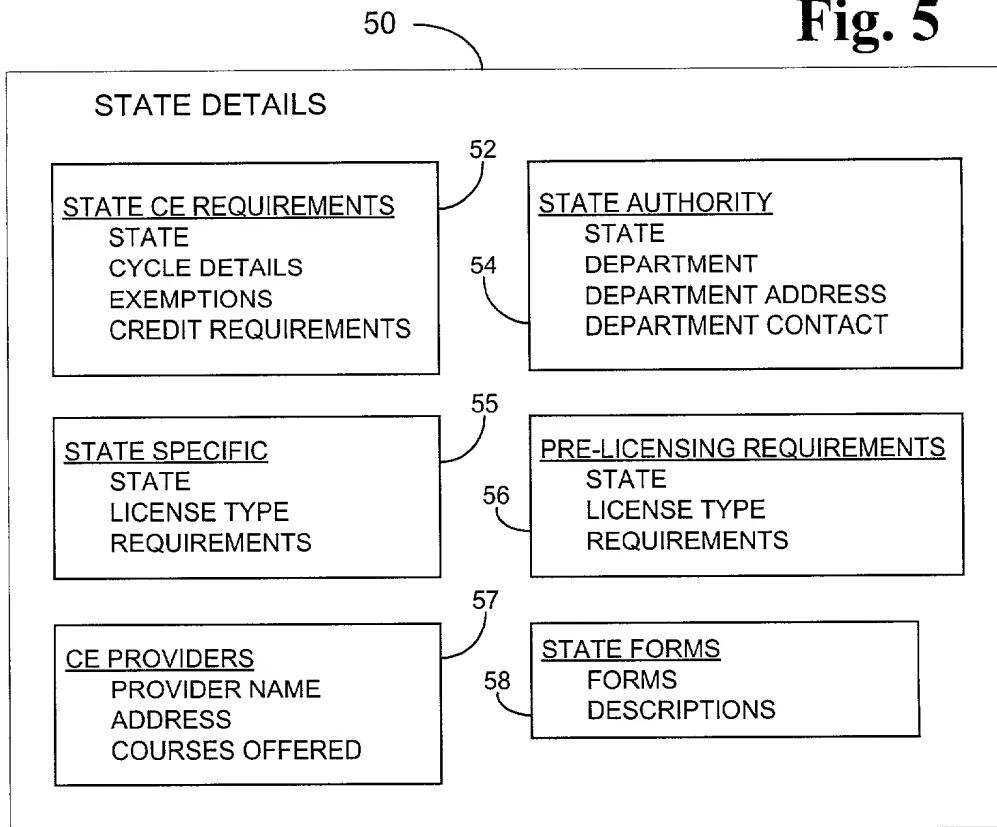 Fig. 5
50
STATE DETAILS
52
STATE CE REQUIREMENTS
STATE
CYCLE DETAILS
EXEMPTIONS
CREDIT REQUIREMENTS
54
STATE AUTHORITY
STATE
DEPARTMENT
DEPARTMENT ADDRESS
DEPARTMENT CONTACT
55
STATE SPECIFIC
STATE
LICENSE TYPE
REQUIREMENTS
56
PRE-LICENSING REQUIREMENTS
STATE
LICENSE TYPE
REQUIREMENTS
57
CE PROVIDERS
PROVIDER NAME
ADDRESS
COURSES OFFERED
58
STATE FORMS
FORMS
DESCRIPTIONS